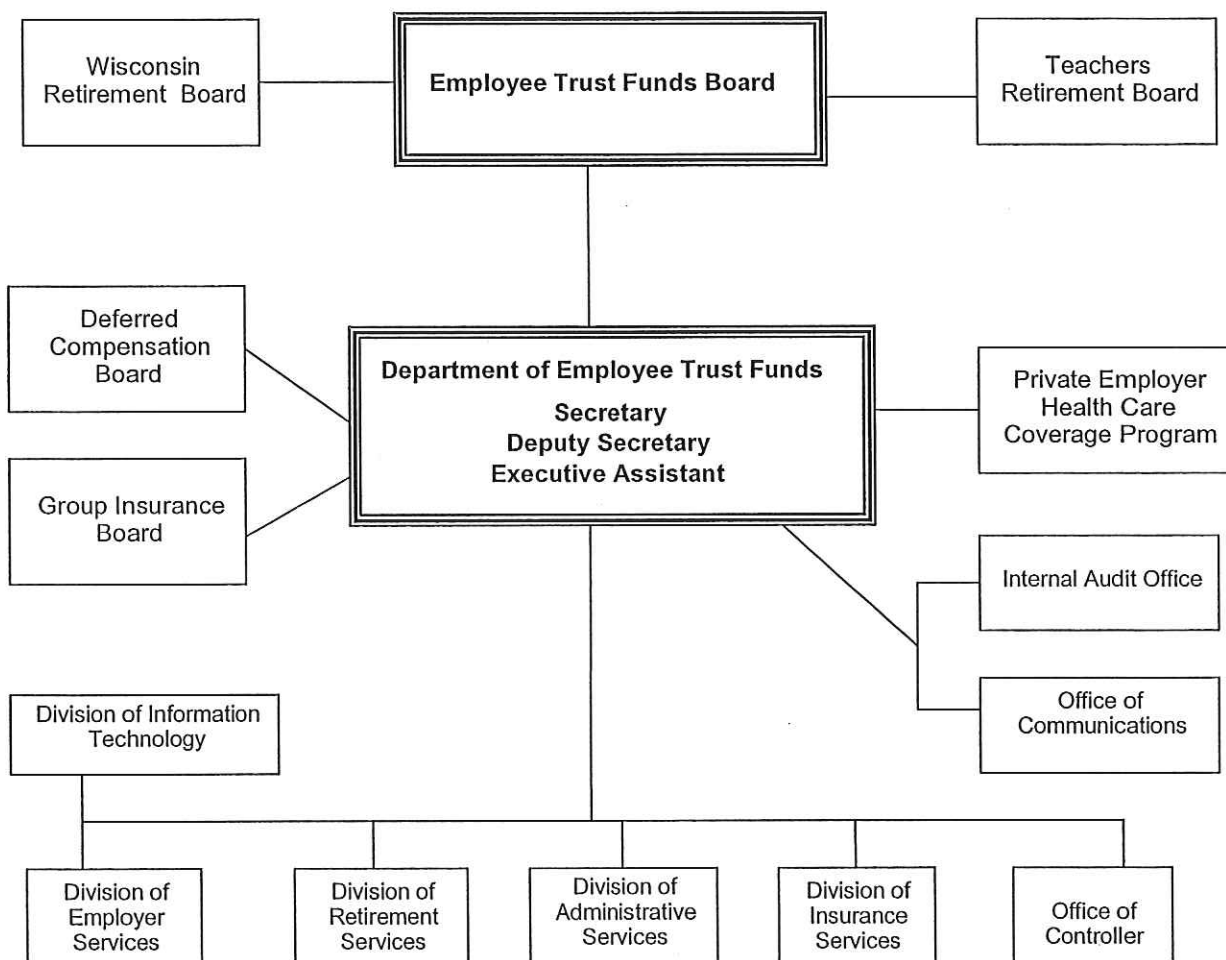 Wisconsin
Retirement Board
Employee Trust Funds Board
Teachers
Retirement Board
Deferred
Compensation
Board
Department of Employee Trust Funds
Secretary
Deputy Secretary
Executive Assistant
Private Employer
Health Care
Coverage Program
Group Insurance
Board
Internal Audit Office
Division of Information
Technology
Office of
Communications
Division of
Employer
Services
Division of
Retirement
Services
Division of
Administrative
Services
Division of
Insurance
Services
Office of
Controller